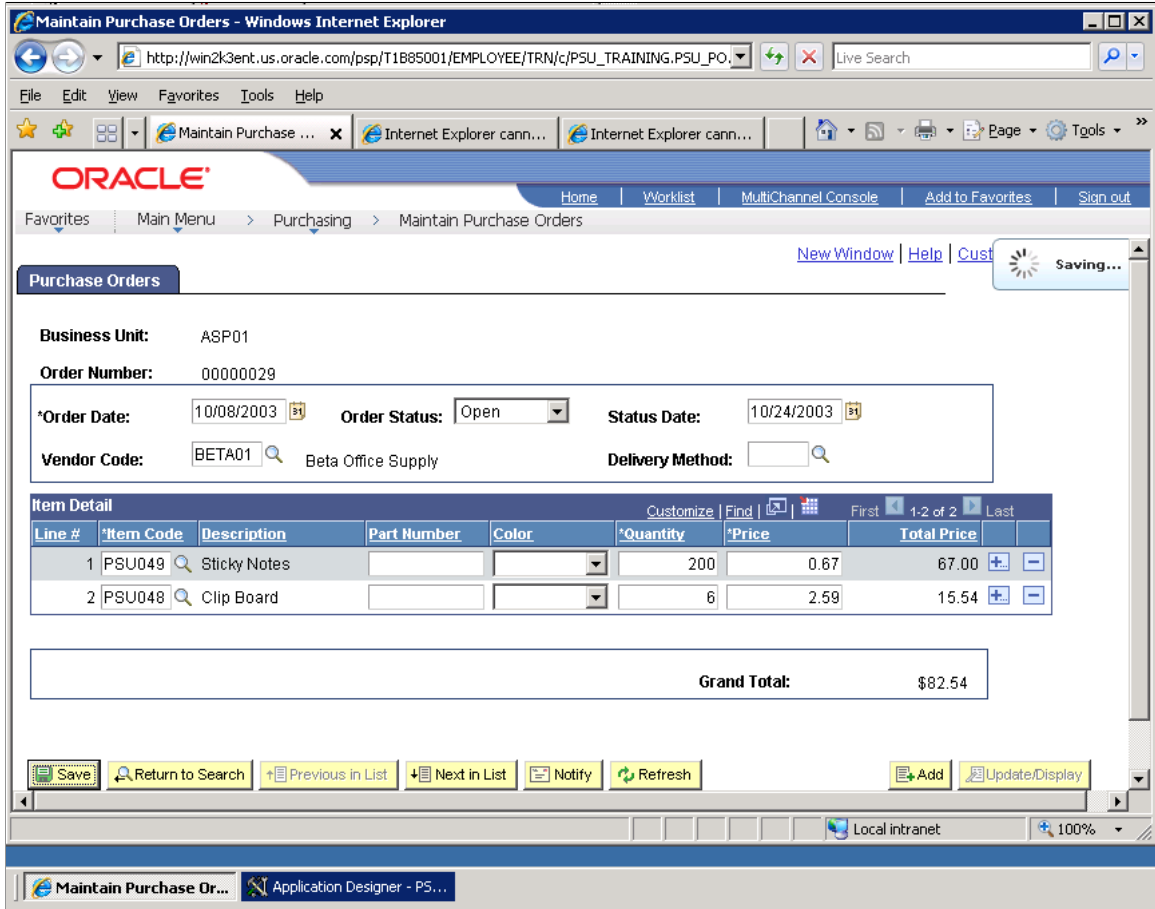 Maintain Purchase Orders - Windows Internet Explorer
http://win2k3ent.us.oracle.com/psp/T1B85001/EMPLOYEE/TRN/c/PSU_TRAINING.PSU_PO. Live Search
File Edit View Favorites Tools Help
Maintain Purchase ... Internet Explorer cann... Internet Explorer cann... Page Tools »
ORACLE
Home | Worklist | MultiChannel Console | Add to Favorites | Sign out
Favorites Main Menu > Purchasing > Maintain Purchase Orders
New Window | Help | Cust
Saving...
Purchase Orders
Business Unit: ASP01
Order Number: 00000029
*Order Date: 10/08/2003 Order Status: Open Status Date: 10/24/2003
Vendor Code: BETA01 Beta Office Supply Delivery Method:
Item Detail Customize | Find | First 1-2 of 2 Last
Line # *Item Code Description Part Number Color *Quantity *Price Total Price
1 PSU049 Sticky Notes 200 0.67 67.00
2 PSU048 Clip Board 6 2.59 15.54
Grand Total: $82.54
Save Return to Search Previous in List Next in List Notify Refresh Add Update/Display
Local intranet 100%
Maintain Purchase Or... Application Designer - PS...